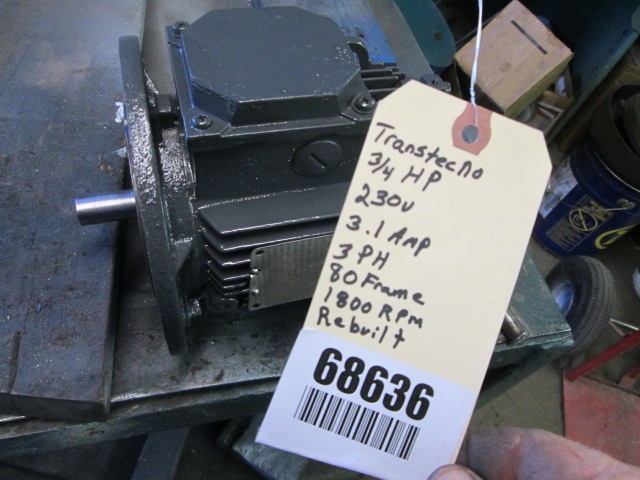 Transtecno
3/4 HP
230v
3.1 Amp
3 PH
80 Frame
1800 RPM
Rebuilt
68636